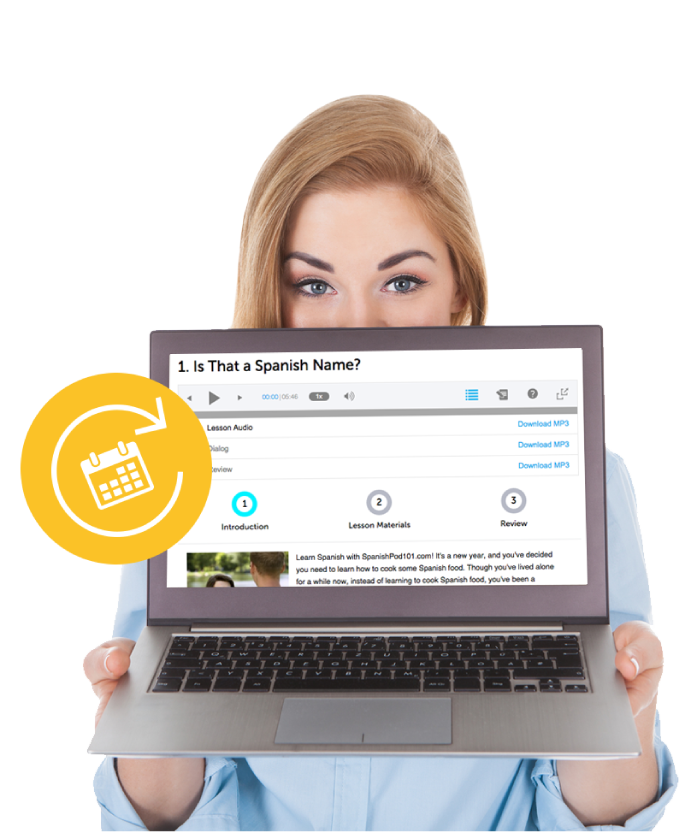 1. Is That a Spanish Name?
00:00 | 05:46 1x
Lesson Audio Download MP3
Dialog Download MP3
Review Download MP3
1 2 3
Introduction Lesson Materials Review
Learn Spanish with SpanishPod101.com! It's a new year, and you've decided
you need to learn how to cook some Spanish food. Though you've lived alone
for a while now, instead of learning to cook Spanish food, you've been a